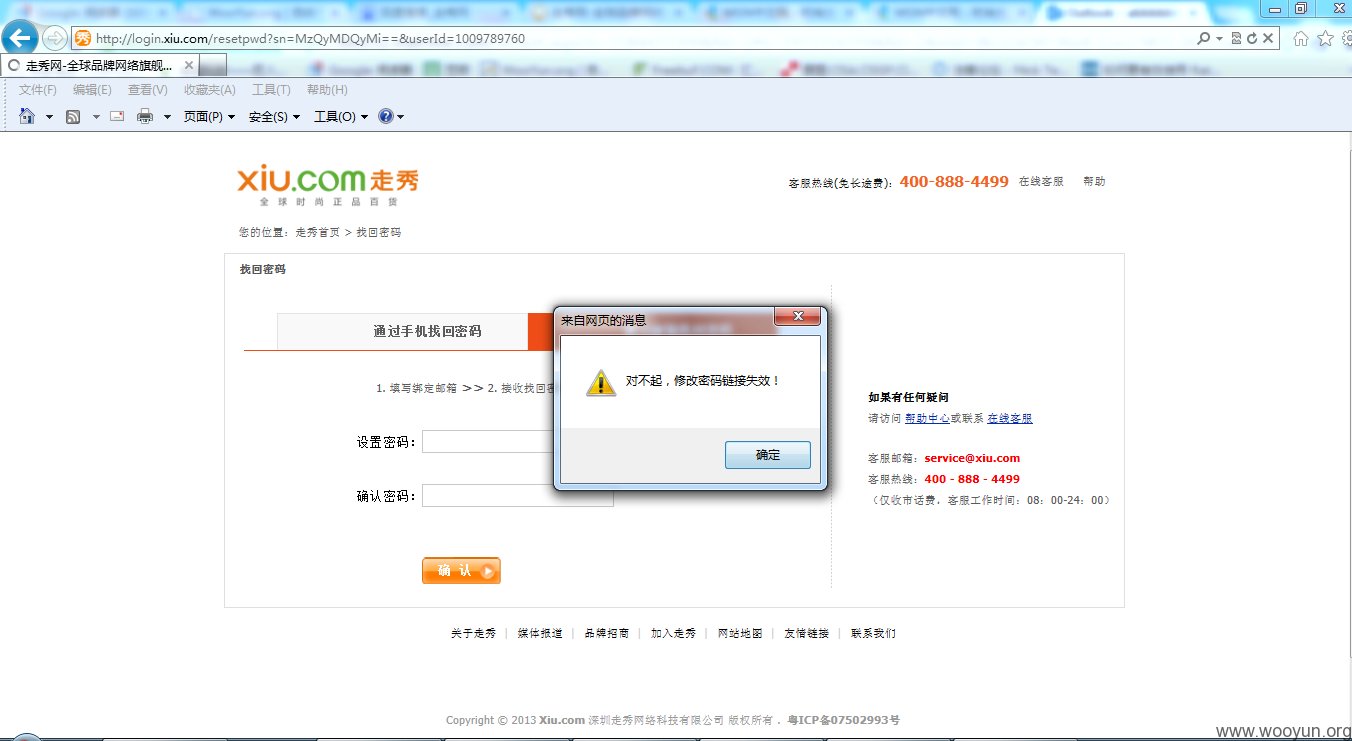 http://login.xiu.com/resetpwd?sn=MzQyMDQyMi==&userId=1009789760
走秀网-全球品牌网络旗舰...
文件(F) 编辑(E) 查看(V) 收藏夹(A) 工具(T) 帮助(H)
页面(P) 安全(S) 工具(O)
xiu.com走秀
全球时尚正品百货
客服热线(免长途费): 400-888-4499 在线客服 帮助
您的位置: 走秀首页 > 找回密码
找回密码
通过手机找回密码
1. 填写绑定邮箱 >> 2. 接收找回
设置密码:
确认密码:
确 认
来自网页的消息
对不起，修改密码链接失效！
确定
如果有任何疑问
请访问 帮助中心或联系 在线客服
客服邮箱: service@xiu.com
客服热线: 400 - 888 - 4499
（仅收市话费，客服工作时间: 08: 00-24: 00）
关于走秀 | 媒体报道 | 品牌招商 | 加入走秀 | 网站地图 | 友情链接 | 联系我们
Copyright © 2013 Xiu.com 深圳走秀网络科技有限公司 版权所有 . 粤ICP备07502993号
www.wooyun.org